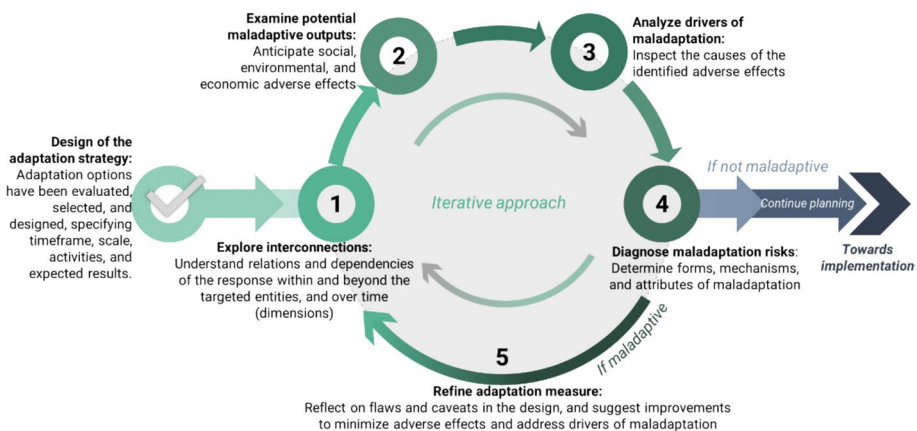 Design of the
adaptation strategy:
Adaptation options
have been evaluated,
selected, and
designed, specifying
timeframe, scale,
activities, and
expected results.
1
Explore interconnections:
Understand relations and dependencies
of the response within and beyond the
targeted entities, and over time
(dimensions)
Examine potential
maladaptive outputs:
Anticipate social,
environmental, and
economic adverse effects
2
3
Analyze drivers of
maladaptation:
Inspect the causes of the
identified adverse effects
Iterative approach
4
Diagnose maladaptation risks:
Determine forms, mechanisms,
and attributes of maladaptation
If not maladaptive
Continue planning
Towards
implementation
If maladaptive
5
Refine adaptation measure:
Reflect on flaws and caveats in the design, and suggest improvements
to minimize adverse effects and address drivers of maladaptation